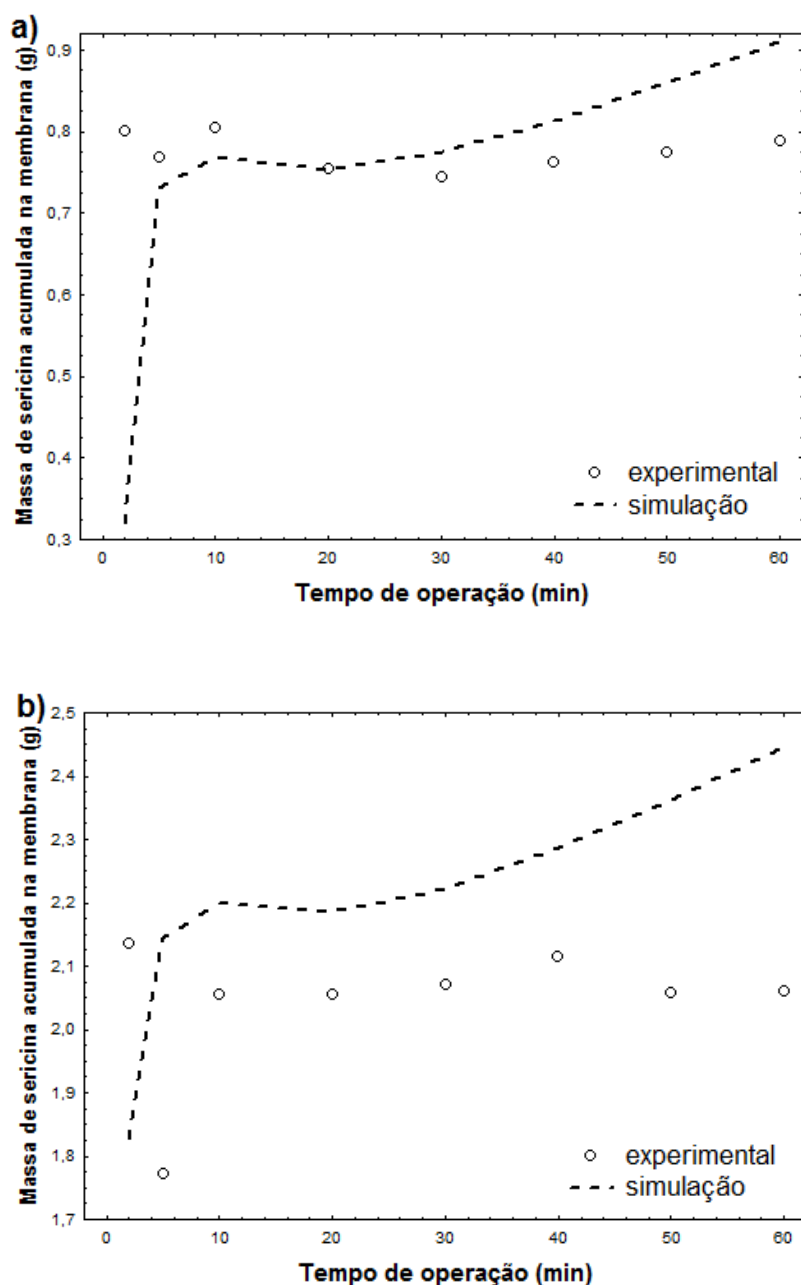 a)
Massa de sericina acumulada na membrana (g)
0,9
0,8
0,7
0,6
0,5
0,4
0,3
experimental
simulação
0 10 20 30 40 50 60
Tempo de operação (min)
b)
Massa de sericina acumulada na membrana (g)
2,5
2,4
2,3
2,2
2,1
2,0
1,9
1,8
1,7
experimental
simulação
0 10 20 30 40 50 60
Tempo de operação (min)